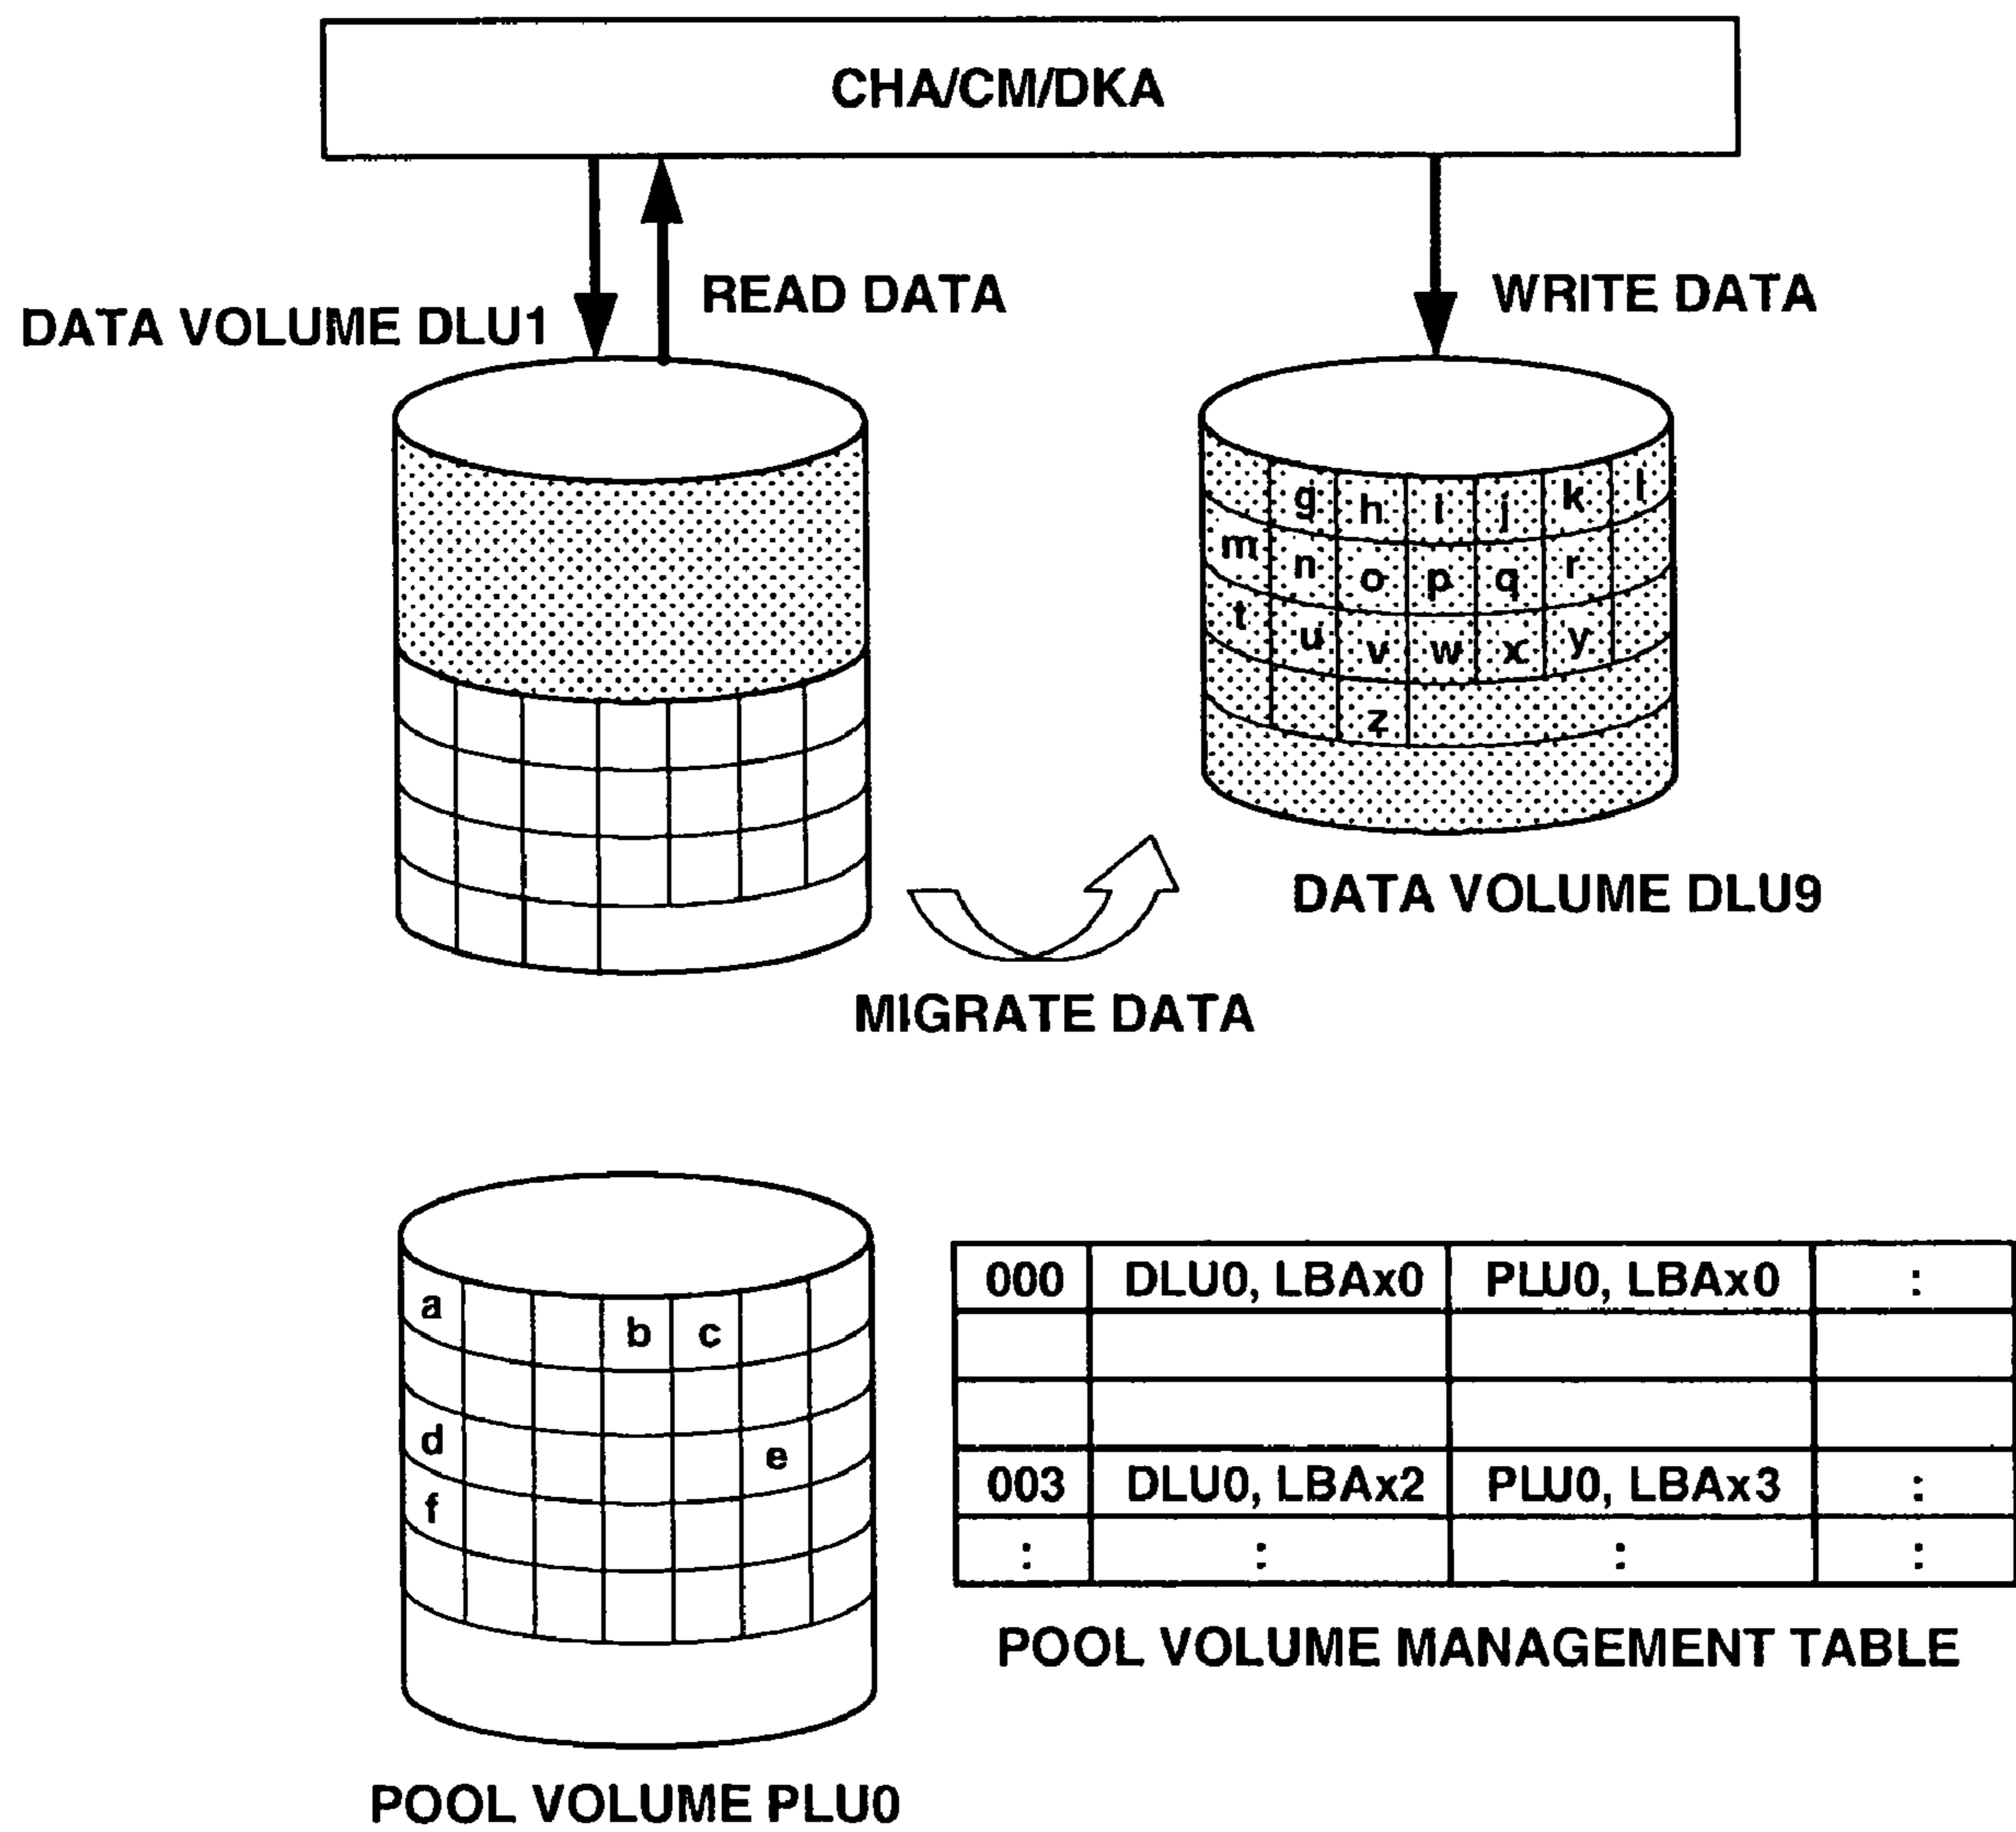 CHA/CM/DKA
READ DATA
WRITE DATA
DATA VOLUME DLU1
g h i j k l
m n o p q r
t u v w x y
z
DATA VOLUME DLU9
MIGRATE DATA
a b c
d e
f
000 DLU0, LBAx0 PLU0, LBAx0 :
003 DLU0, LBAx2 PLU0, LBAx3 :
: : : :
POOL VOLUME MANAGEMENT TABLE
POOL VOLUME PLU0